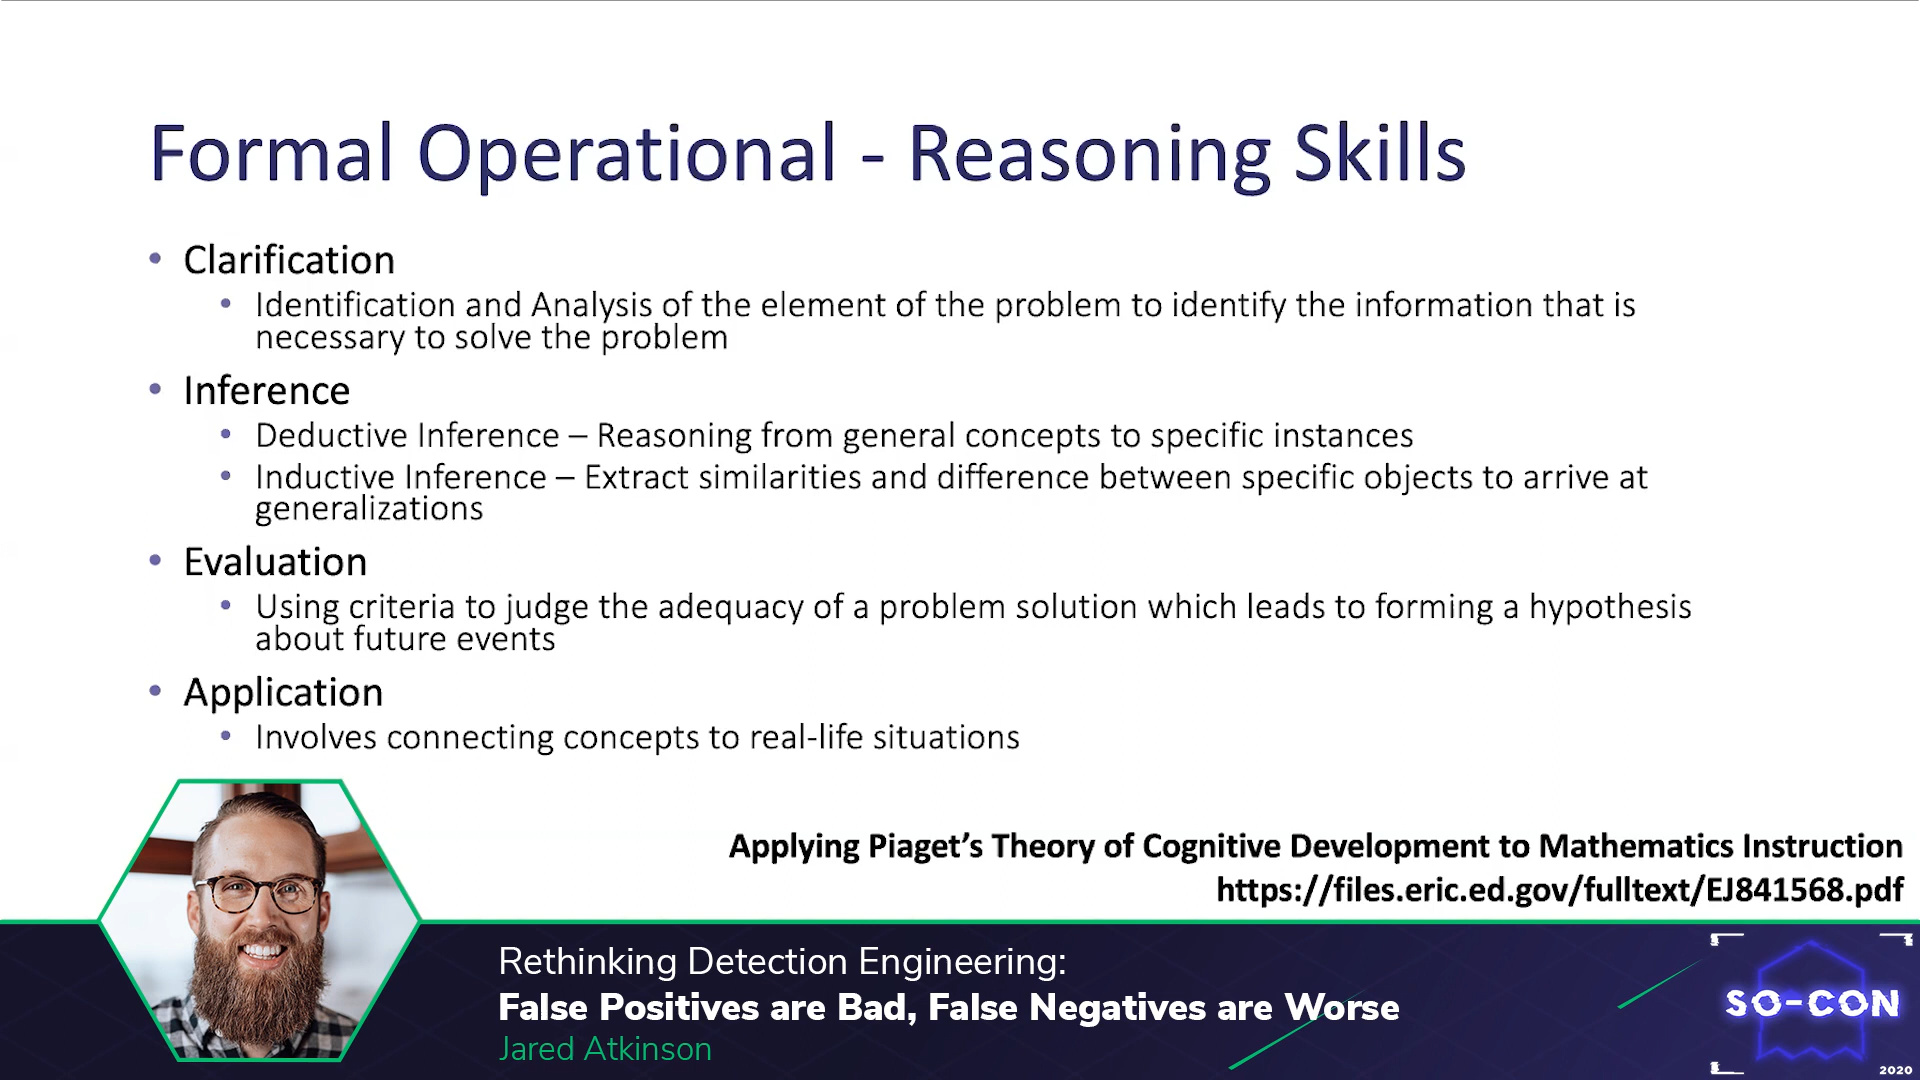 Formal Operational - Reasoning Skills
• Clarification
• Identification and Analysis of the element of the problem to identify the information that is
necessary to solve the problem
• Inference
• Deductive Inference – Reasoning from general concepts to specific instances
• Inductive Inference – Extract similarities and difference between specific objects to arrive at
generalizations
• Evaluation
• Using criteria to judge the adequacy of a problem solution which leads to forming a hypothesis
about future events
• Application
• Involves connecting concepts to real-life situations
Applying Piaget’s Theory of Cognitive Development to Mathematics Instruction
https://files.eric.ed.gov/fulltext/EJ841568.pdf
Rethinking Detection Engineering:
False Positives are Bad, False Negatives are Worse
Jared Atkinson
SO-CON
2020